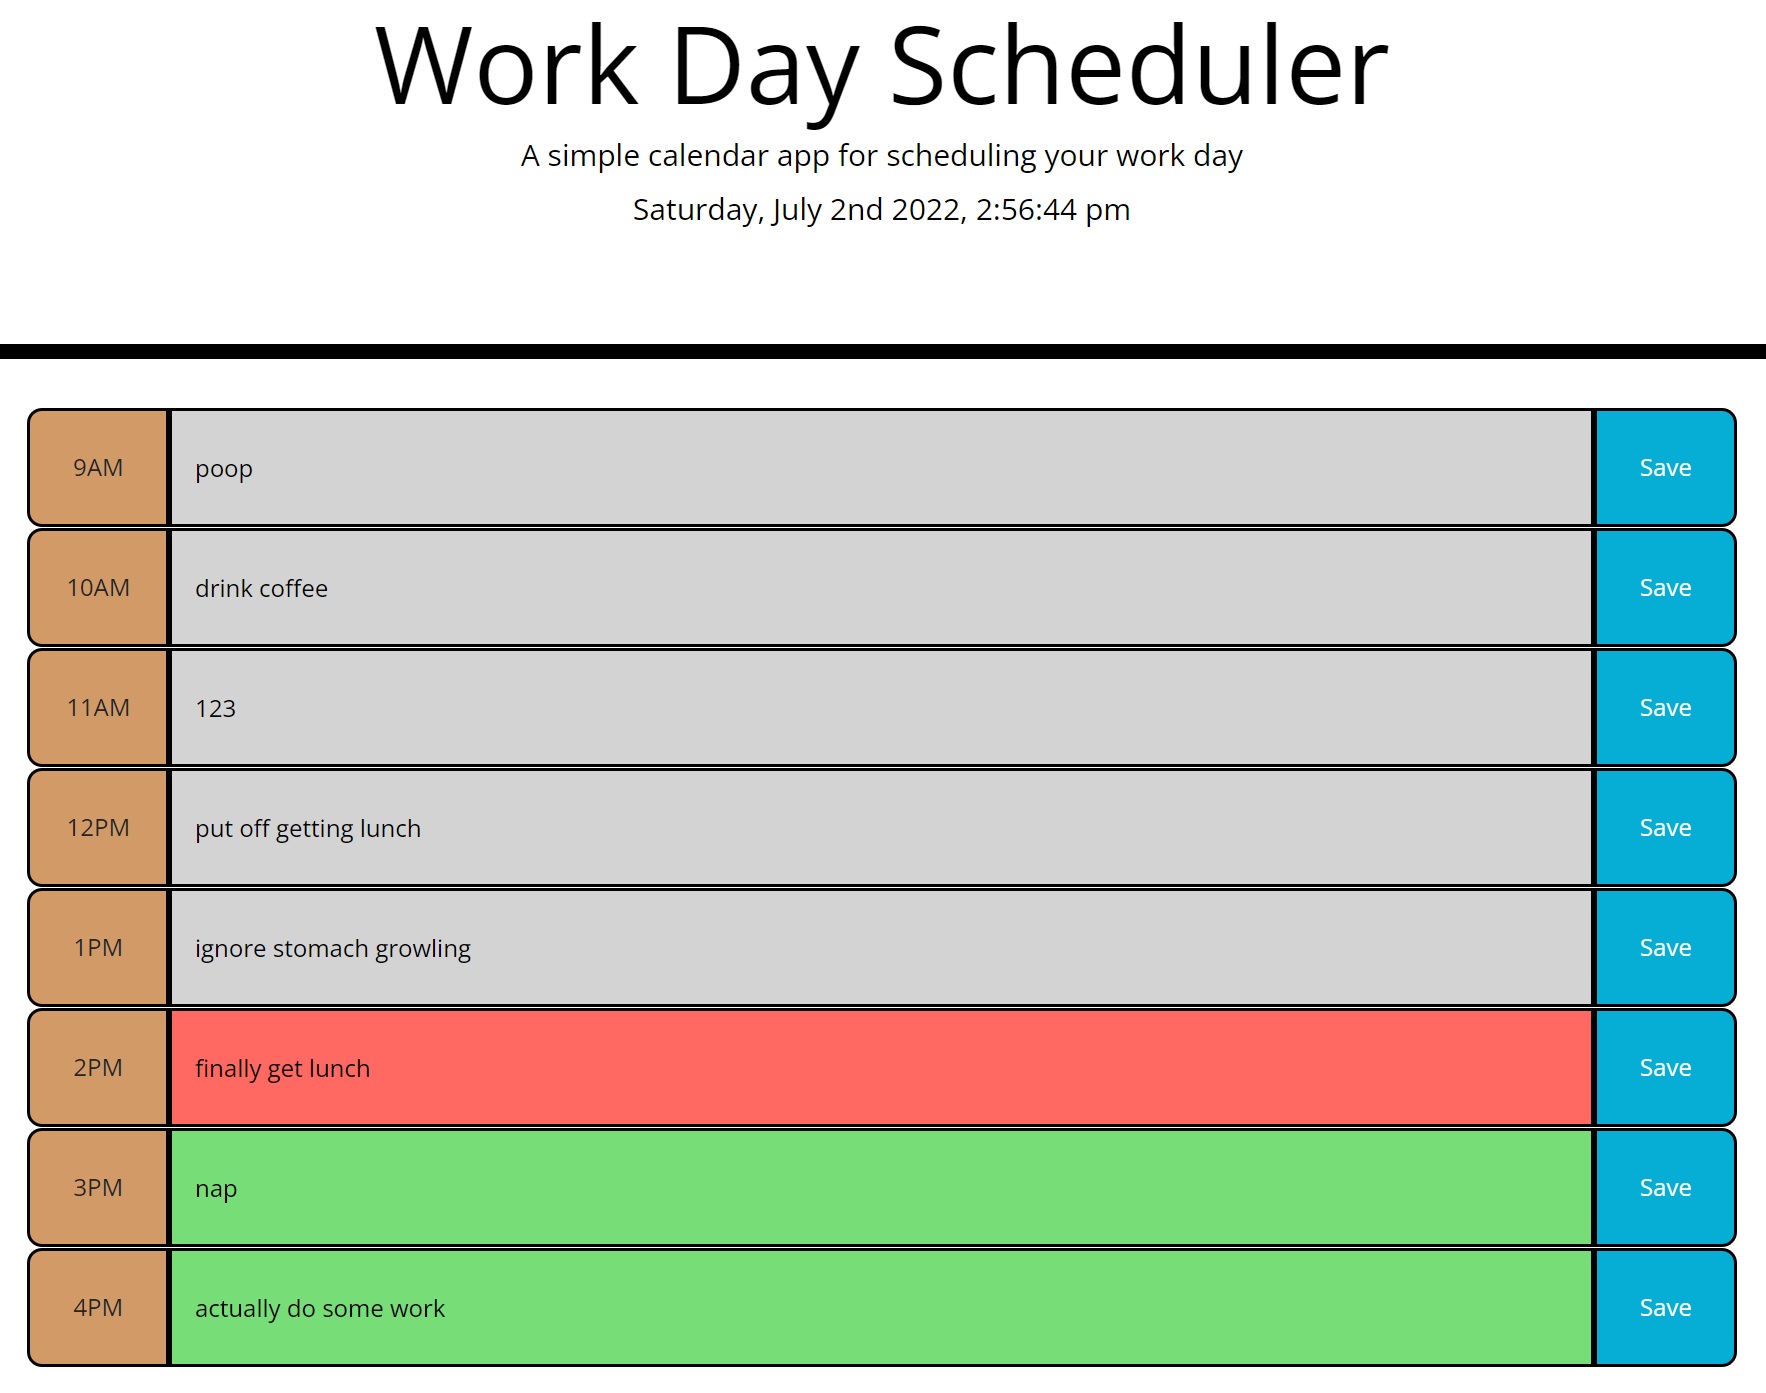 Work Day Scheduler
A simple calendar app for scheduling your work day
Saturday, July 2nd 2022, 2:56:44 pm
9AM poop Save
10AM drink coffee Save
11AM 123 Save
12PM put off getting lunch Save
1PM ignore stomach growling Save
2PM finally get lunch Save
3PM nap Save
4PM actually do some work Save